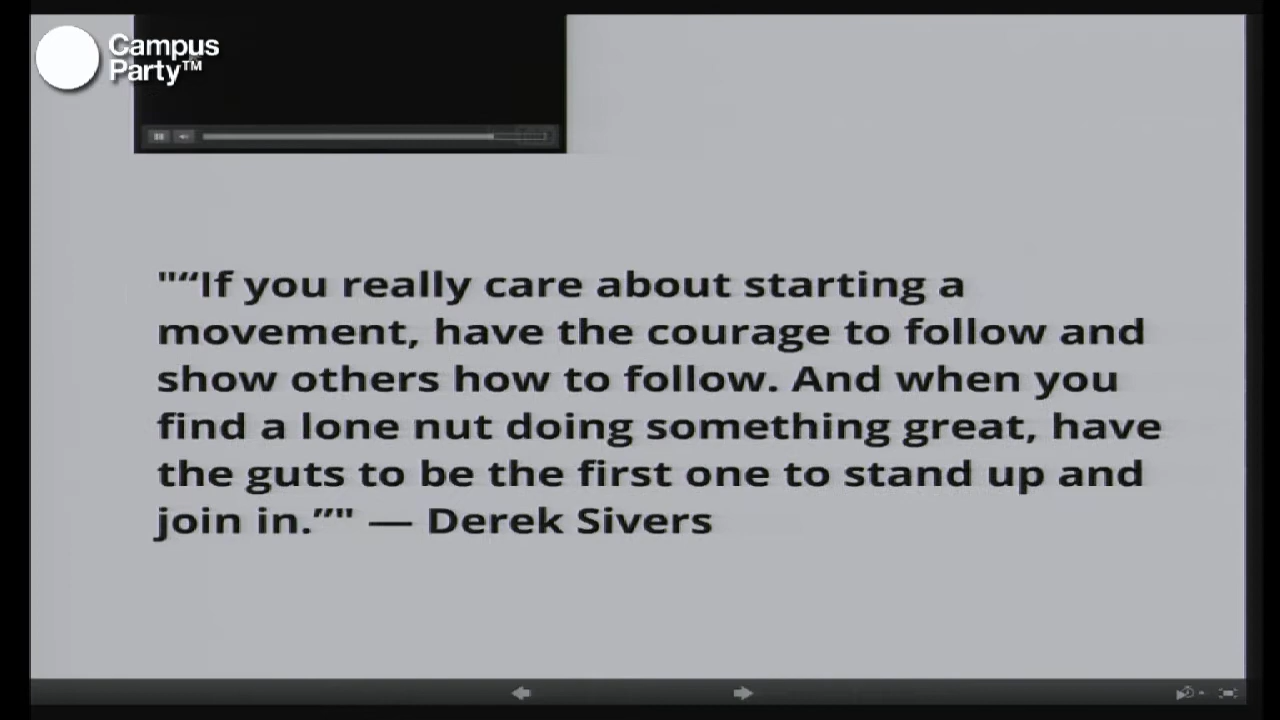 Campus
Party™
"“If you really care about starting a
movement, have the courage to follow and
show others how to follow. And when you
find a lone nut doing something great, have
the guts to be the first one to stand up and
join in.”" — Derek Sivers